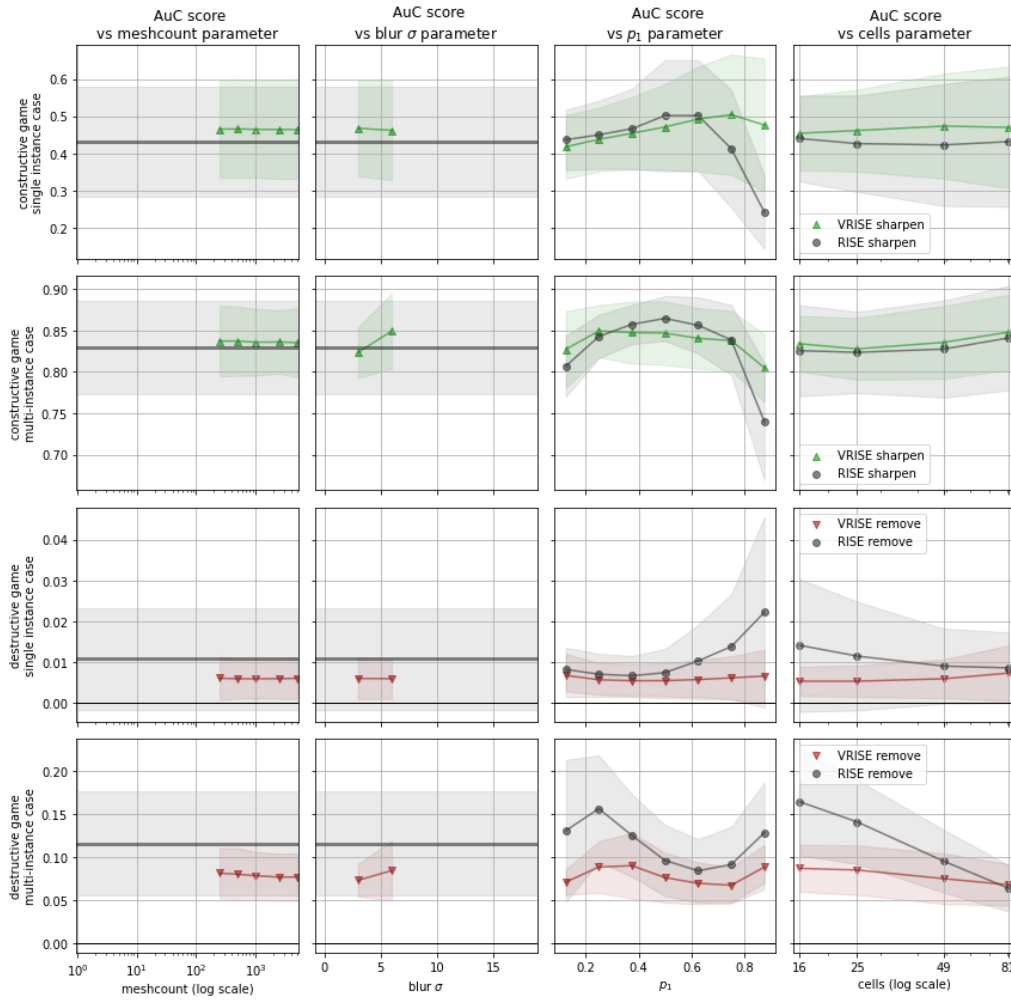 AuC score
vs meshcount parameter
AuC score
vs blur σ parameter
AuC score
vs p₁ parameter
AuC score
vs cells parameter
constructive game
single instance case
0.6
0.5
0.4
0.3
0.2
VRISE sharpen
RISE sharpen
constructive game
multi-instance case
0.90
0.85
0.80
0.75
0.70
VRISE sharpen
RISE sharpen
destructive game
single instance case
0.04
0.03
0.02
0.01
0.00
VRISE remove
RISE remove
destructive game
multi-instance case
0.20
0.15
0.10
0.05
0.00
VRISE remove
RISE remove
10⁰ 10¹ 10² 10³
meshcount (log scale)
0 5 10 15
blur σ
0.2 0.4 0.6 0.8
p₁
16 25 49 81
cells (log scale)